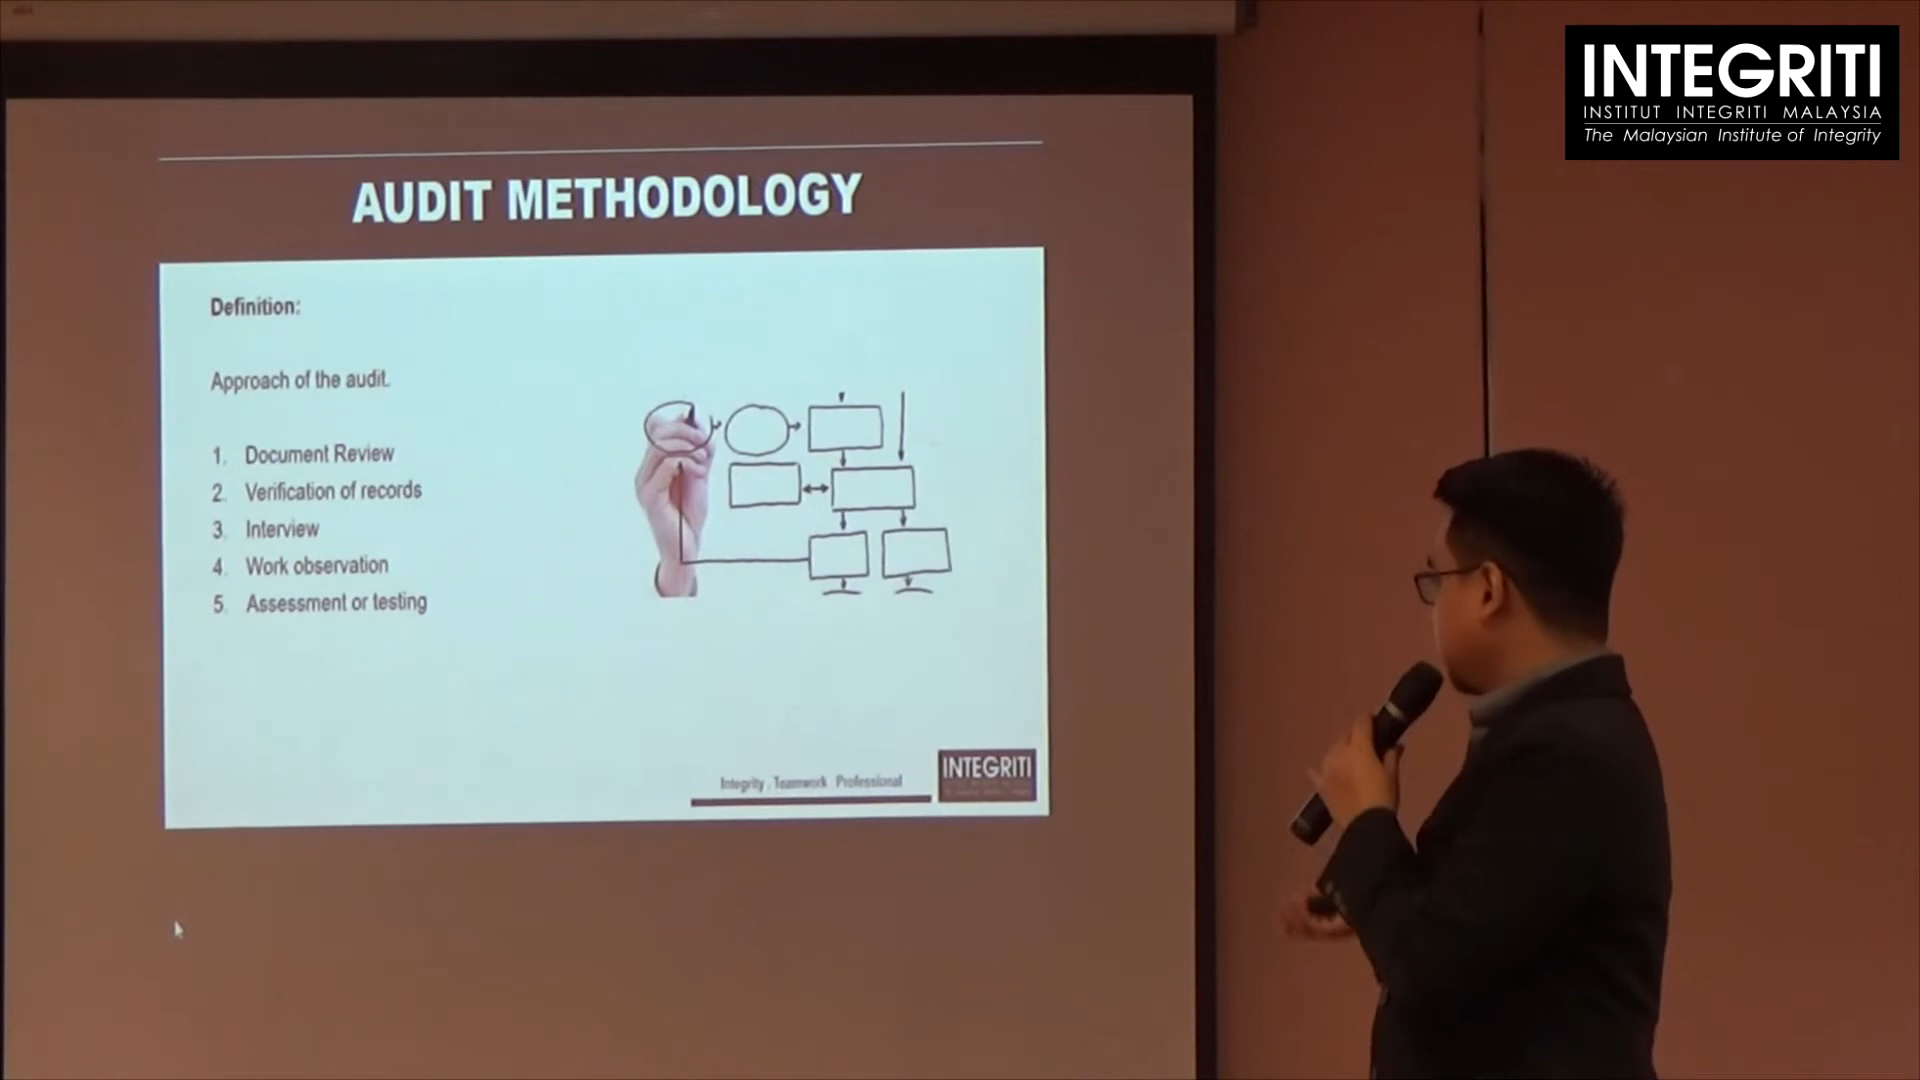 INTEGRITI
INSTITUT INTEGRITI MALAYSIA
The Malaysian Institute of Integrity
AUDIT METHODOLOGY
Definition:
Approach of the audit.
1. Document Review
2. Verification of records
3. Interview
4. Work observation
5. Assessment or testing
Integrity . Teamwork . Professional
INTEGRITI